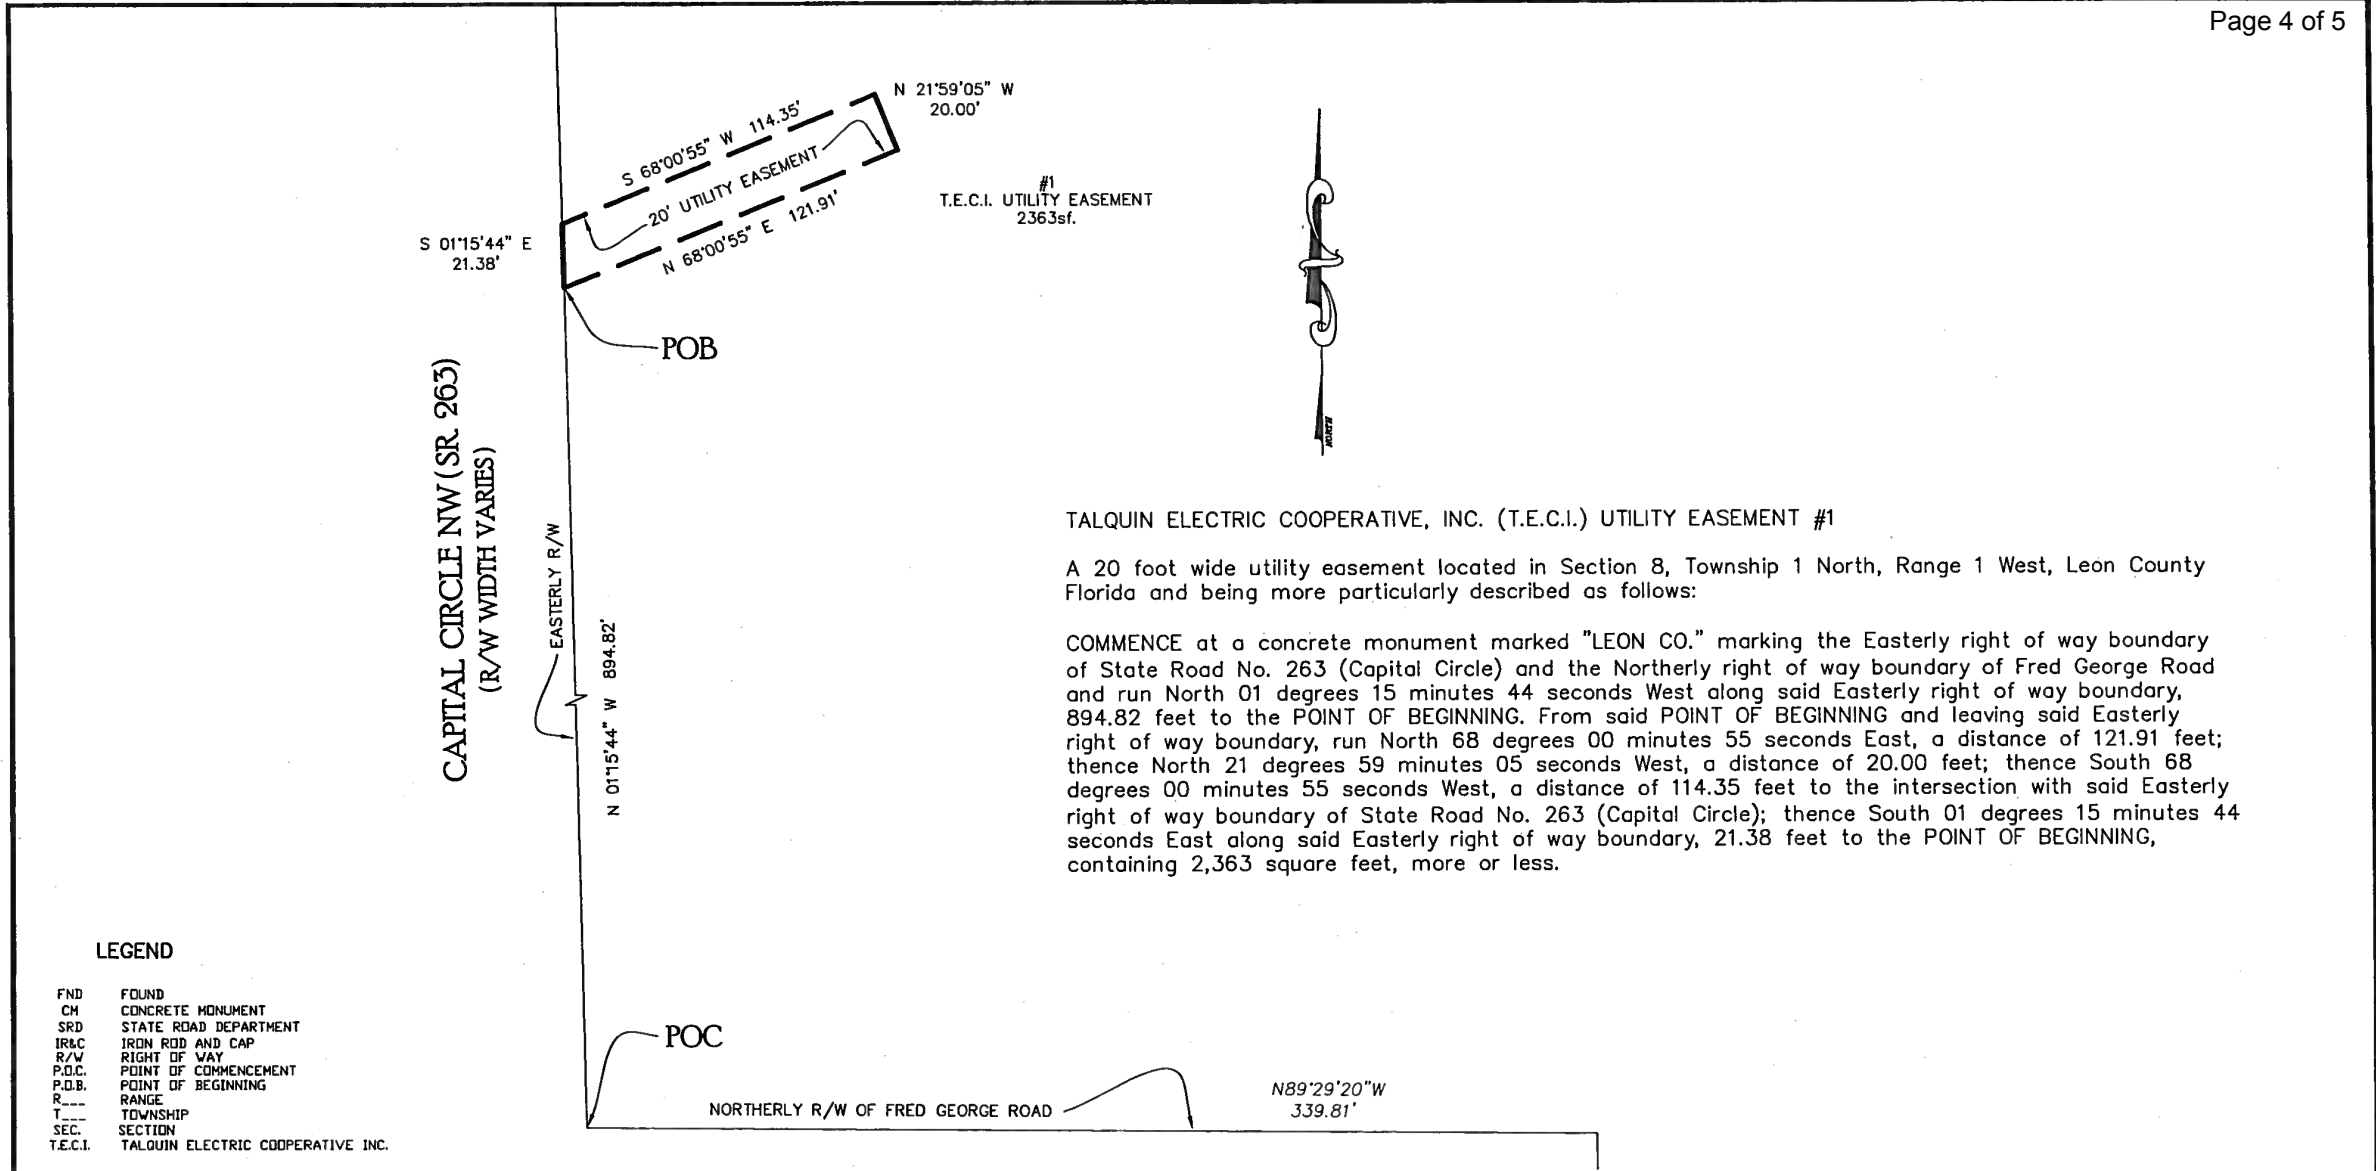 Page 4 of 5
N 21°59'05" W
20.00'
S 68°00'55" W 114.35'
20' UTILITY EASEMENT
N 68°00'55" E 121.91'
#1
T.E.C.I. UTILITY EASEMENT
2363sf.
S 01°15'44" E
21.38'
POB
CAPITAL CIRCLE NW (SR. 263)
(R/W WIDTH VARIES)
EASTERLY R/W
N 01°15'44" W 894.82'
NORTH
TALQUIN ELECTRIC COOPERATIVE, INC. (T.E.C.I.) UTILITY EASEMENT #1
A 20 foot wide utility easement located in Section 8, Township 1 North, Range 1 West, Leon County
Florida and being more particularly described as follows:
COMMENCE at a concrete monument marked "LEON CO." marking the Easterly right of way boundary
of State Road No. 263 (Capital Circle) and the Northerly right of way boundary of Fred George Road
and run North 01 degrees 15 minutes 44 seconds West along said Easterly right of way boundary,
894.82 feet to the POINT OF BEGINNING. From said POINT OF BEGINNING and leaving said Easterly
right of way boundary, run North 68 degrees 00 minutes 55 seconds East, a distance of 121.91 feet;
thence North 21 degrees 59 minutes 05 seconds West, a distance of 20.00 feet; thence South 68
degrees 00 minutes 55 seconds West, a distance of 114.35 feet to the intersection with said Easterly
right of way boundary of State Road No. 263 (Capital Circle); thence South 01 degrees 15 minutes 44
seconds East along said Easterly right of way boundary, 21.38 feet to the POINT OF BEGINNING,
containing 2,363 square feet, more or less.
LEGEND
FND FOUND
CM CONCRETE MONUMENT
SRD STATE ROAD DEPARTMENT
IR&C IRON ROD AND CAP
R/W RIGHT OF WAY
P.O.C. POINT OF COMMENCEMENT
P.O.B. POINT OF BEGINNING
R___ RANGE
T___ TOWNSHIP
SEC. SECTION
T.E.C.I. TALQUIN ELECTRIC COOPERATIVE INC.
POC
NORTHERLY R/W OF FRED GEORGE ROAD
N89°29'20"W
339.81'